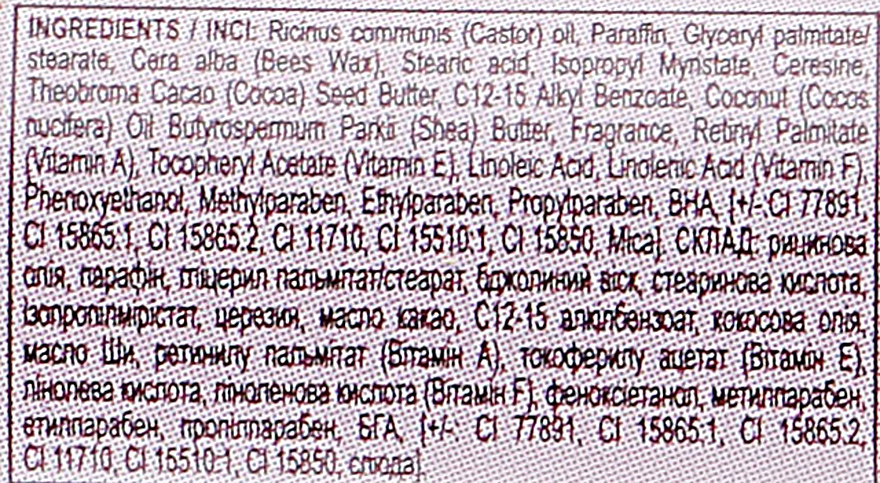 INGREDIENTS / INCI: Ricinus communis (Castor) oil, Paraffin, Glyceryl palmitate/
stearate, Cera alba (Bees Wax), Stearic acid, Isopropyl Myristate, Ceresine,
Theobroma Cacao (Cocoa) Seed Butter, C12-15 Alkyl Benzoate, Coconut (Cocos
nucifera) Oil Butyrospermum Parkii (Shea) Butter, Fragrance, Retinyl Palmitate
(Vitamin A), Tocopheryl Acetate (Vitamin E), Linoleic Acid, Linolenic Acid (Vitamin F),
Phenoxyethanol, Methylparaben, Ethylparaben, Propylparaben, BHA, [+/-:CI 77891,
CI 15865:1, CI 15865:2, CI 11710, CI 15510:1, CI 15850, Mica]. СКЛАД: рицинова
олія, парафін, гліцерил пальмітат/стеарат, бджолиний віск, стеаринова кислота,
ізопропілмірістат, церезин, масло какао, С12-15 алкілбензоат, кокосова олія,
масло Ши, ретинилу пальмітат (Вітамін А), токоферилу ацетат (Вітамін Е),
лінолева кислота, ліноленова кислота (Вітамін F), феноксіетанол, метилпарабен,
етилпарабен, пропілпарабен, БГА, [+/-: CI 77891, CI 15865:1, CI 15865:2,
CI 11710, CI 15510:1, CI 15850, слюда].